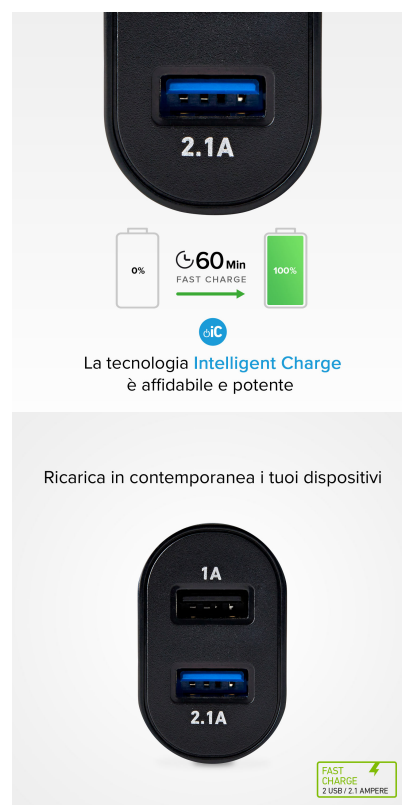 2.1A
0%
60 Min
FAST CHARGE
100%
iC
La tecnologia Intelligent Charge
è affidabile e potente
Ricarica in contemporanea i tuoi dispositivi
1A
2.1A
FAST
CHARGE
2 USB / 2.1 AMPERE